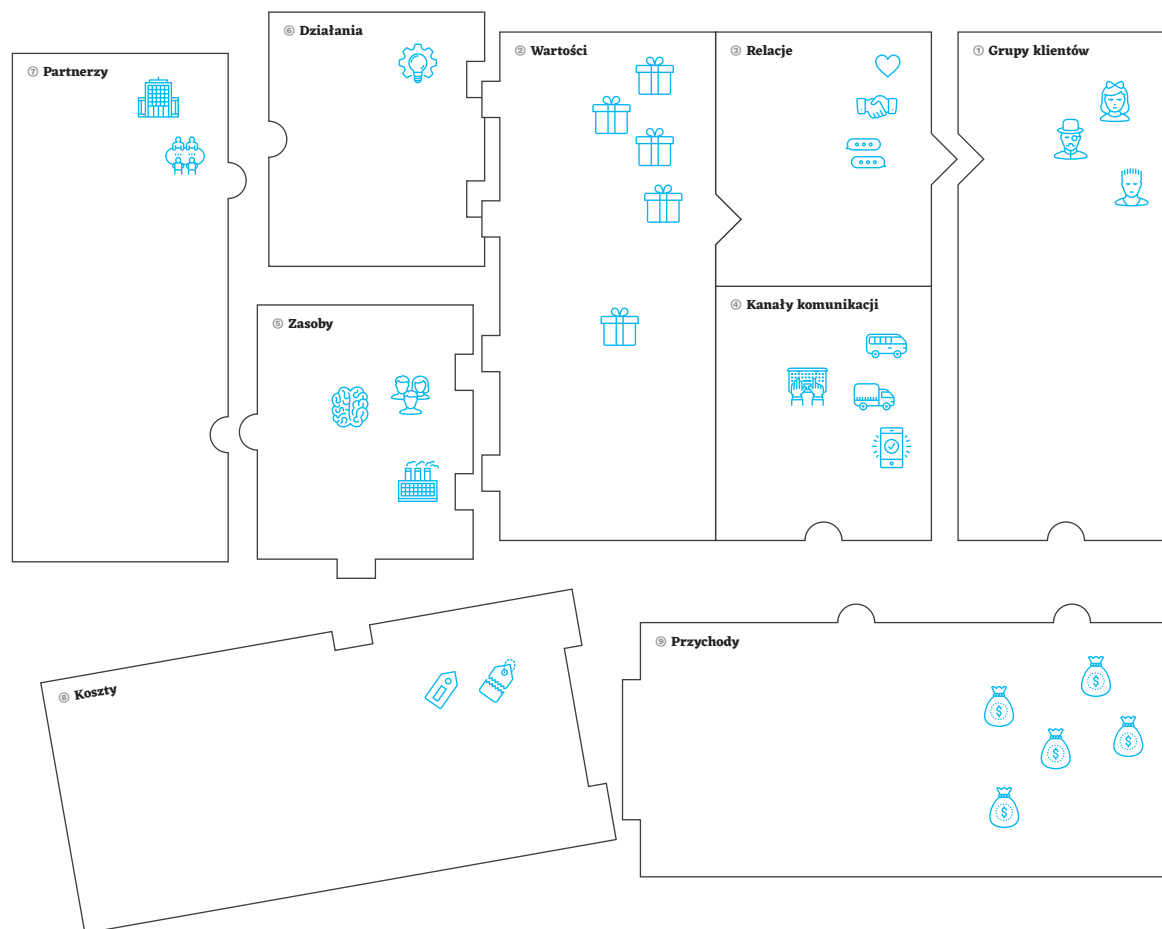 ⑦ Partnerzy
⑥ Działania
② Wartości
③ Relacje
① Grupy klientów
⑤ Zasoby
④ Kanały komunikacji
⑧ Koszty
⑨ Przychody
$
$
$
$
$